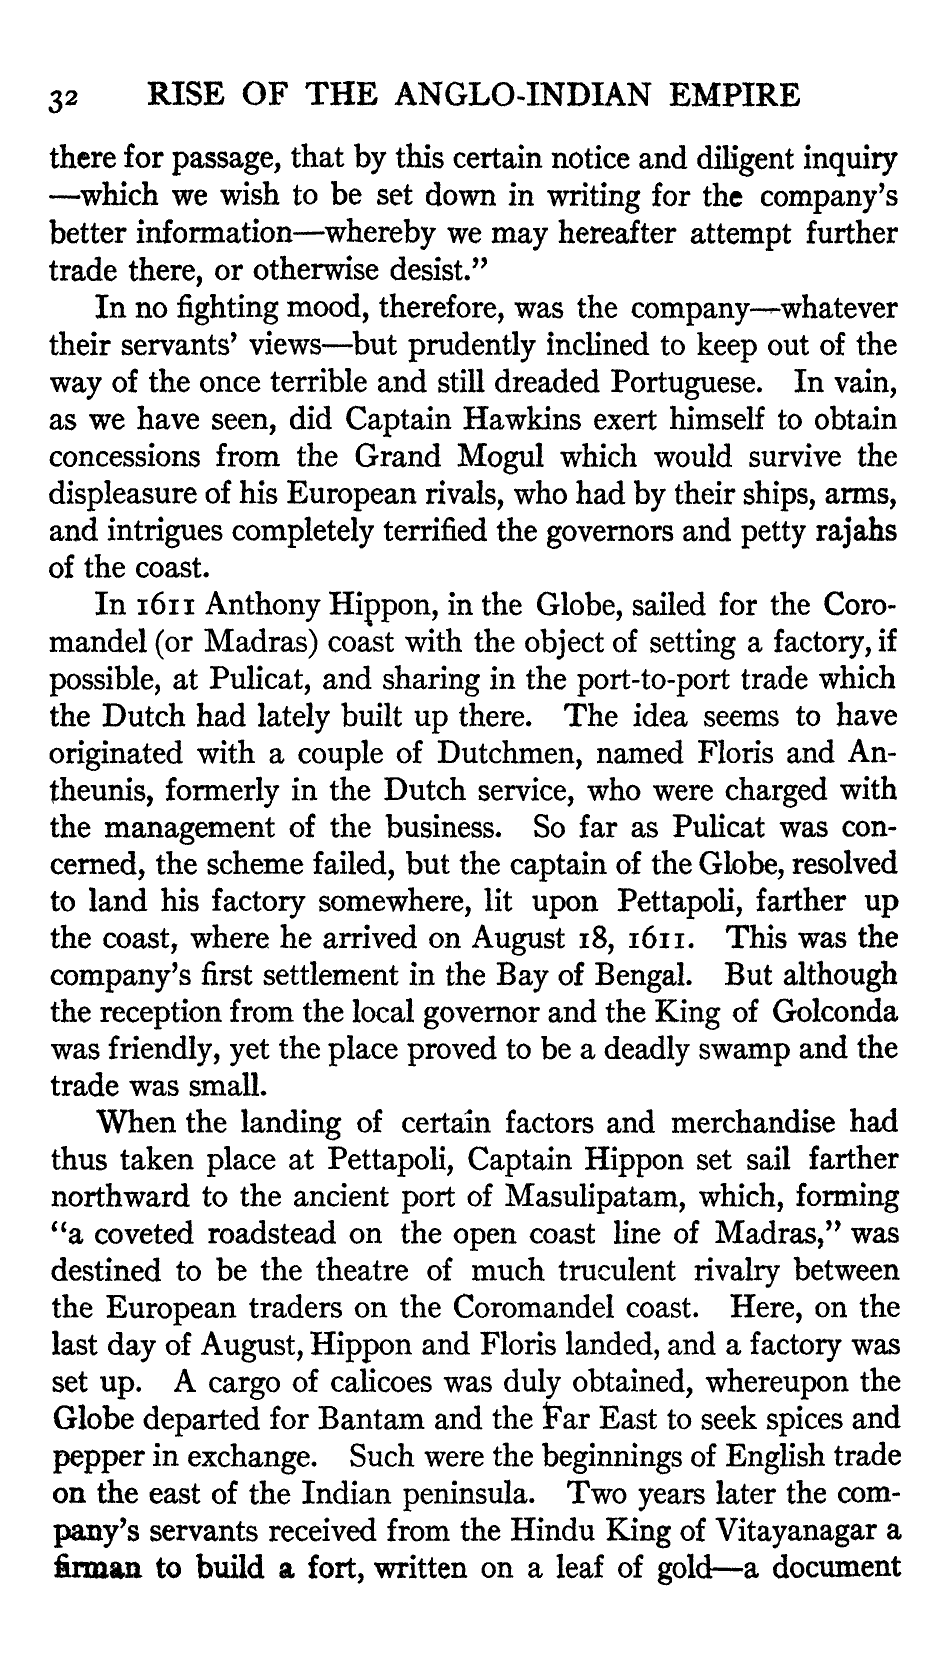 32 RISE OF THE ANGLO-INDIAN EMPIRE
there for passage, that by this certain notice and diligent inquiry
—which we wish to be set down in writing for the company's
better information—whereby we may hereafter attempt further
trade there, or otherwise desist."
In no fighting mood, therefore, was the company—whatever
their servants' views—but prudently inclined to keep out of the
way of the once terrible and still dreaded Portuguese. In vain,
as we have seen, did Captain Hawkins exert himself to obtain
concessions from the Grand Mogul which would survive the
displeasure of his European rivals, who had by their ships, arms,
and intrigues completely terrified the governors and petty rajahs
of the coast.
In 1611 Anthony Hippon, in the Globe, sailed for the Coro-
mandel (or Madras) coast with the object of setting a factory, if
possible, at Pulicat, and sharing in the port-to-port trade which
the Dutch had lately built up there. The idea seems to have
originated with a couple of Dutchmen, named Floris and An-
theunis, formerly in the Dutch service, who were charged with
the management of the business. So far as Pulicat was con-
cerned, the scheme failed, but the captain of the Globe, resolved
to land his factory somewhere, lit upon Pettapoli, farther up
the coast, where he arrived on August 18, 1611. This was the
company's first settlement in the Bay of Bengal. But although
the reception from the local governor and the King of Golconda
was friendly, yet the place proved to be a deadly swamp and the
trade was small.
When the landing of certain factors and merchandise had
thus taken place at Pettapoli, Captain Hippon set sail farther
northward to the ancient port of Masulipatam, which, forming
"a coveted roadstead on the open coast line of Madras," was
destined to be the theatre of much truculent rivalry between
the European traders on the Coromandel coast. Here, on the
last day of August, Hippon and Floris landed, and a factory was
set up. A cargo of calicoes was duly obtained, whereupon the
Globe departed for Bantam and the Far East to seek spices and
pepper in exchange. Such were the beginnings of English trade
on the east of the Indian peninsula. Two years later the com-
pany's servants received from the Hindu King of Vitayanagar a
firman to build a fort, written on a leaf of gold—a document